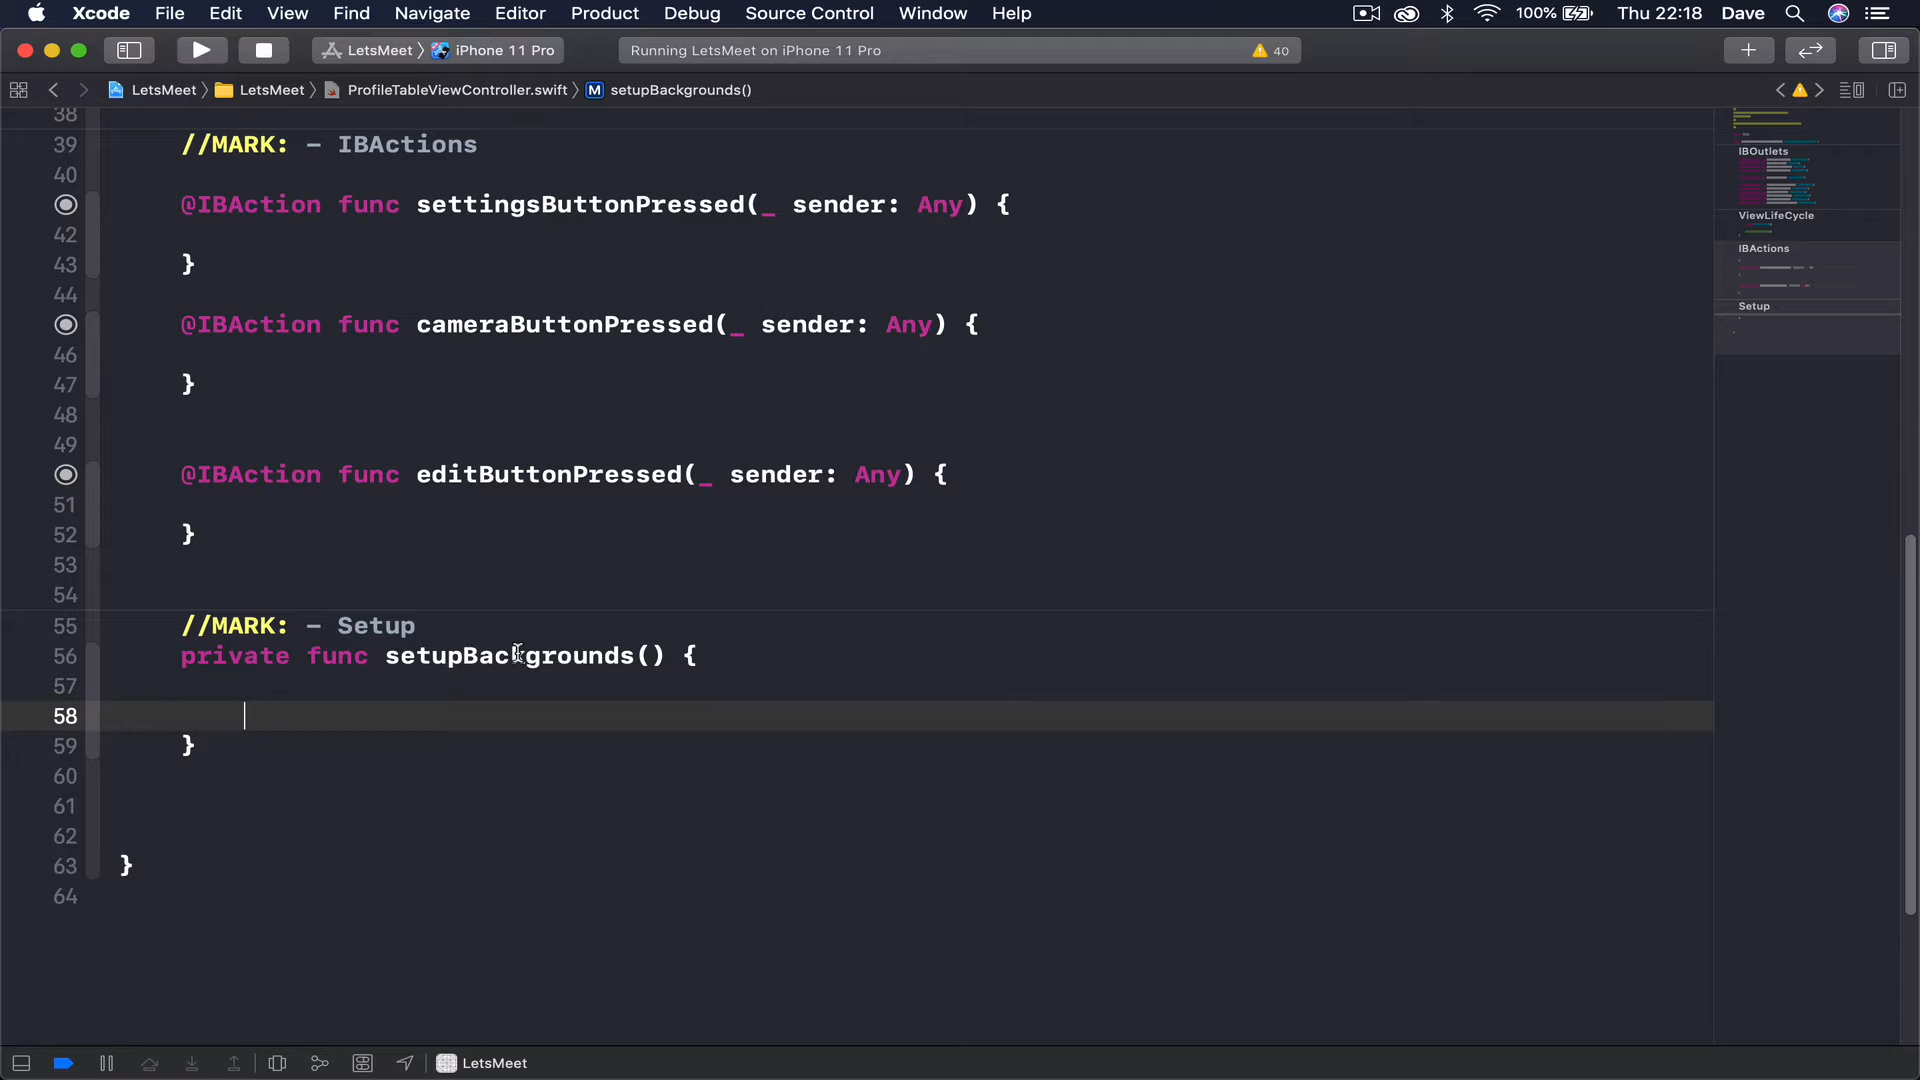 Xcode File Edit View Find Navigate Editor Product Debug Source Control Window Help 100% Thu 22:18 Dave
LetsMeet iPhone 11 Pro Running LetsMeet on iPhone 11 Pro 40
LetsMeet LetsMeet ProfileTableViewController.swift M setupBackgrounds()
38
39 //MARK: - IBActions
40
@IBAction func settingsButtonPressed(_ sender: Any) {
42
43 }
44
@IBAction func cameraButtonPressed(_ sender: Any) {
46
47 }
48
49
@IBAction func editButtonPressed(_ sender: Any) {
51
52 }
53
54
55 //MARK: - Setup
56 private func setupBackgrounds() {
57
58
59 }
60
61
62
63 }
64
IBOutlets
ViewLifeCycle
IBActions
Setup
LetsMeet